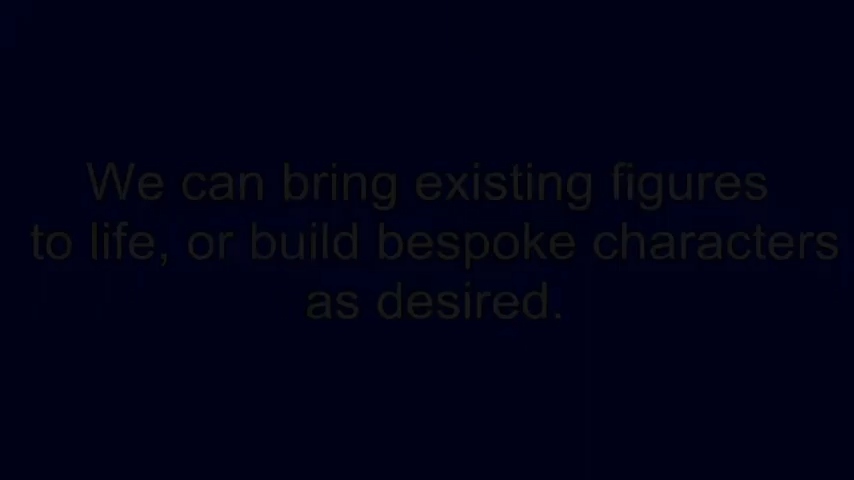 We can bring existing figures
to life, or build bespoke characters
as desired.